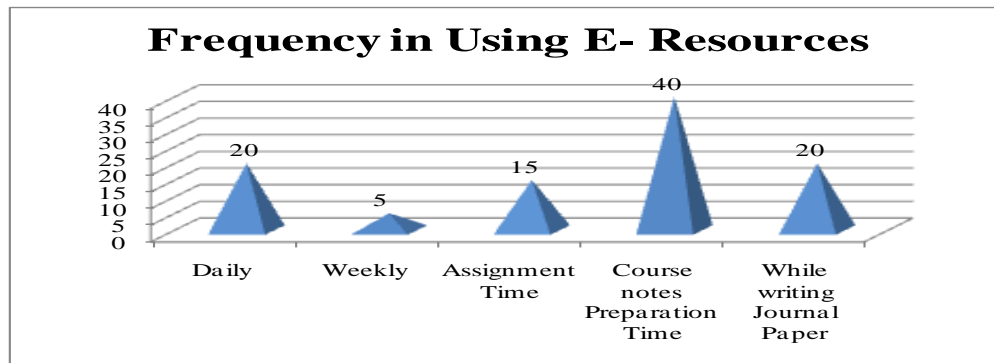 Frequency in Using E- Resources
40
35
30
25
20
15
10
5
0
20
5
15
40
20
Daily
Weekly
Assignment
Time
Course
notes
Preparation
Time
While
writing
Journal
Paper